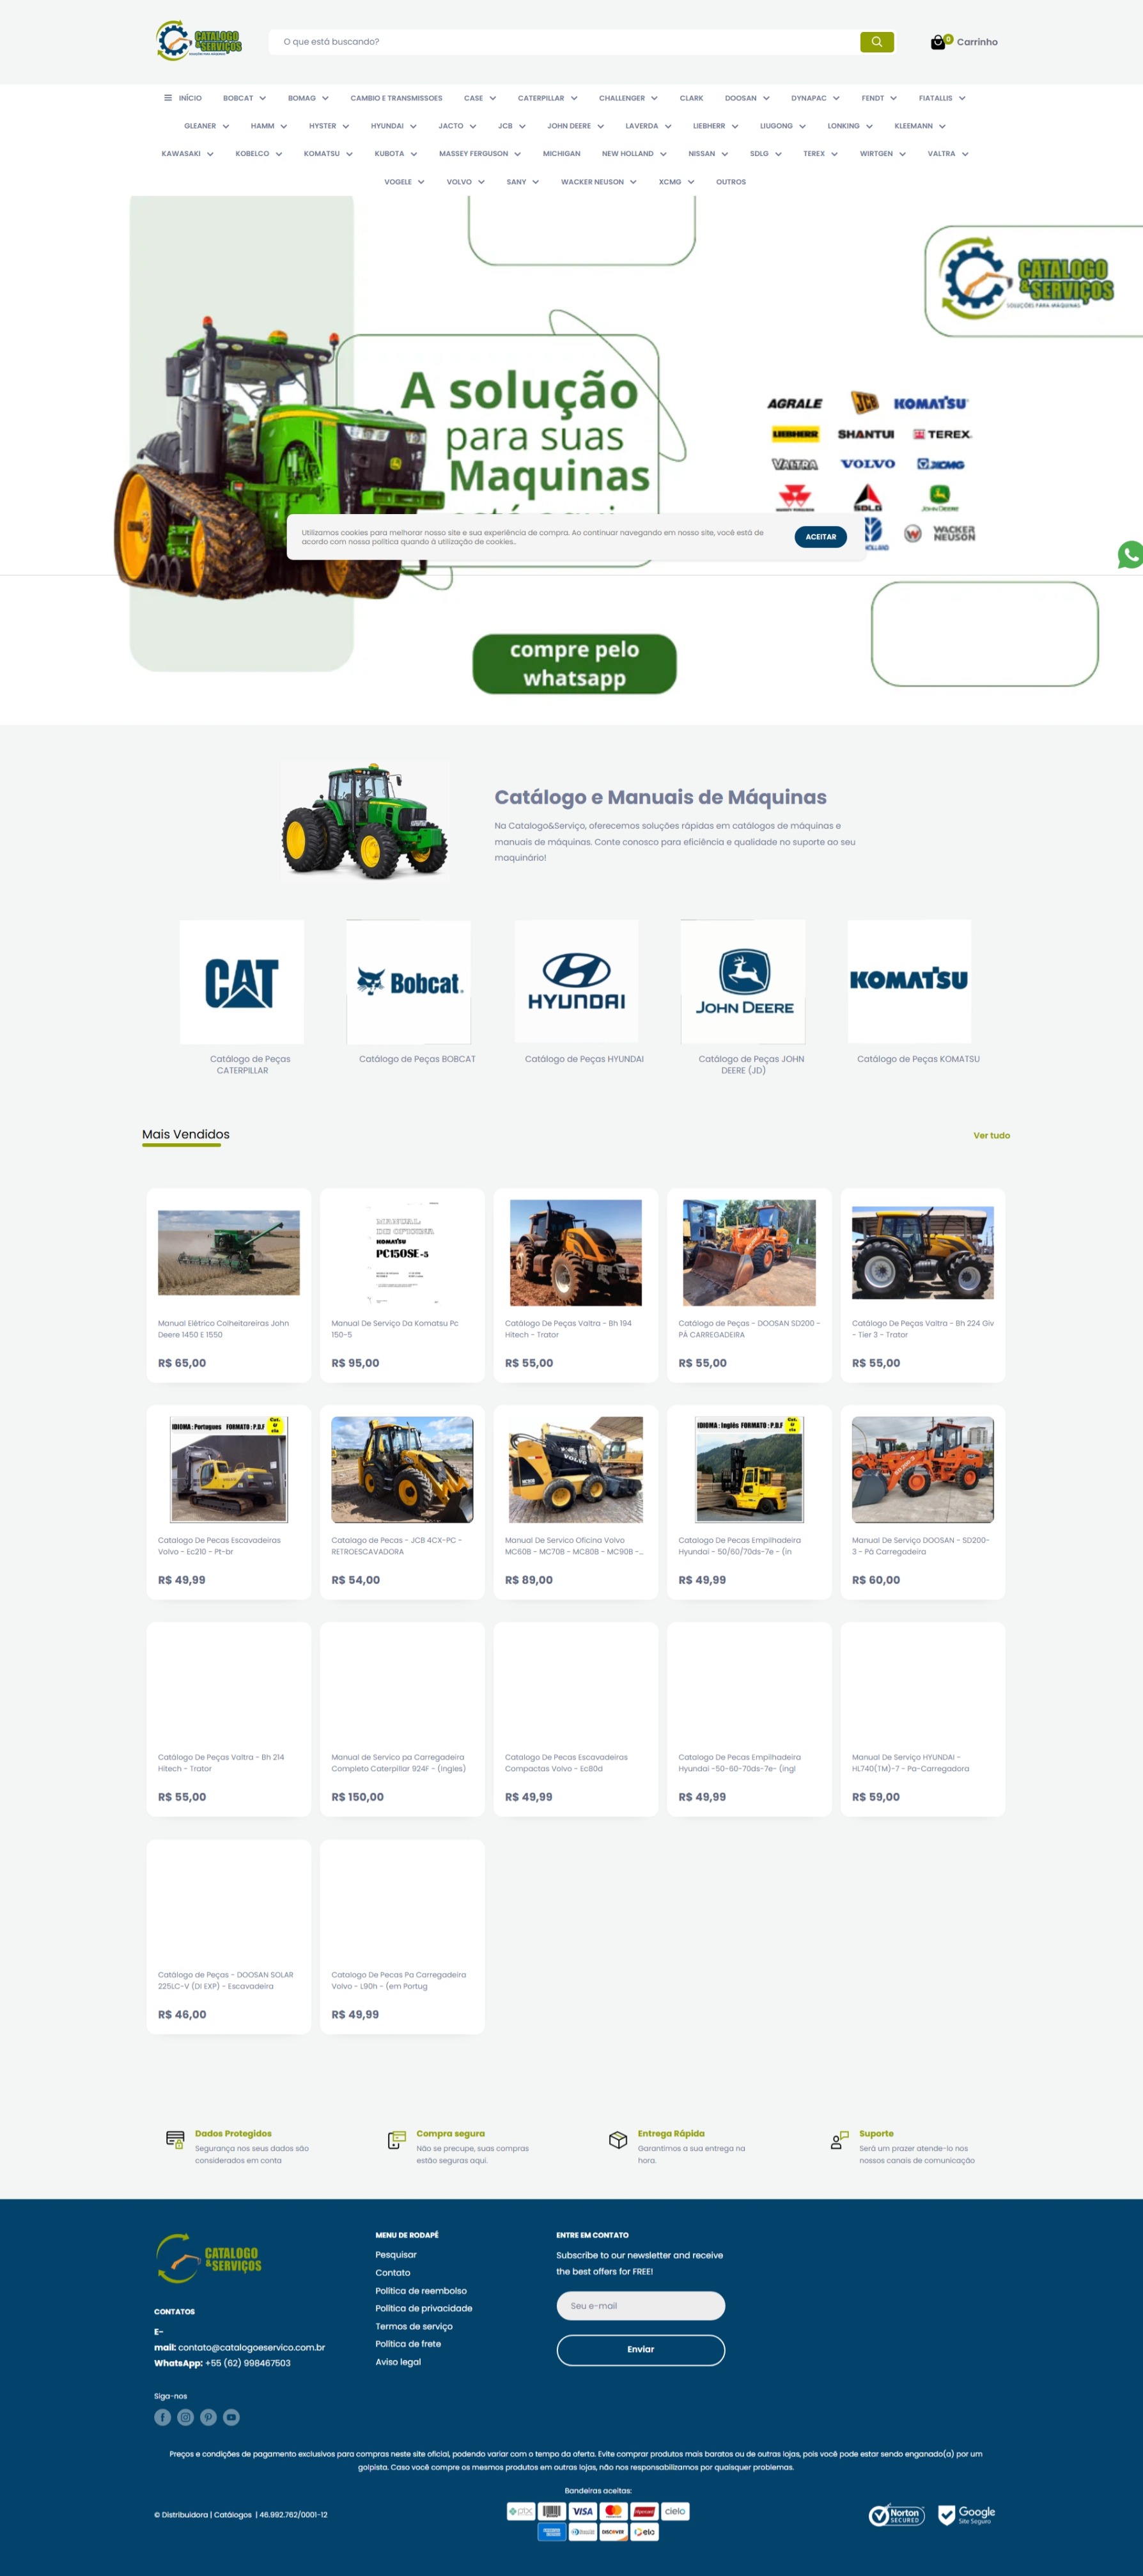 CATALOGO
&SERVIÇOS
O que está buscando?
0
Carrinho
INÍCIO BOBCAT BOMAG CAMBIO E TRANSMISSOES CASE CATERPILLAR CHALLENGER CLARK DOOSAN DYNAPAC FENDT FIATALLIS
GLEANER HAMM HYSTER HYUNDAI JACTO JCB JOHN DEERE LAVERDA LIEBHERR LIUGONG LONKING KLEEMANN
KAWASAKI KOBELCO KOMATSU KUBOTA MASSEY FERGUSON MICHIGAN NEW HOLLAND NISSAN SDLG TEREX WIRTGEN VALTRA
VOGELE VOLVO SANY WACKER NEUSON XCMG OUTROS
CATALOGO
&SERVIÇOS
SOLUÇÕES PARA MAQUINAS
A solução
para suas
Maquinas
AGRALE JCB KOMATSU
LIEBHERR SHANTUI TEREX
VALTRA VOLVO XCMG
MASSEY FERGUSON SDLG JOHN DEERE
WACKER
NEUSON
Utilizamos cookies para melhorar nosso site e sua experiência de compra. Ao continuar navegando em nosso site, você está de
acordo com nossa política quando à utilização de cookies..
ACEITAR
compre pelo
whatsapp
Catálogo e Manuais de Máquinas
Na Catalogo&Serviço, oferecemos soluções rápidas em catálogos de máquinas e
manuais de máquinas. Conte conosco para eficiência e qualidade no suporte ao seu
maquinário!
CAT
Bobcat.
HYUNDAI
JOHN DEERE
KOMATSU
Catálogo de Peças
CATERPILLAR
Catálogo de Peças BOBCAT
Catálogo de Peças HYUNDAI
Catálogo de Peças JOHN
DEERE (JD)
Catálogo de Peças KOMATSU
Mais Vendidos
Ver tudo
Manual Elétrico Colheitareiras John
Deere 1450 E 1550
R$ 65,00
MANUAL
DE OFICINA
KOMATSU
PC150SE-5
Manual De Serviço Da Komatsu Pc
150-5
R$ 95,00
Catálogo De Peças Valtra - Bh 194
Hitech - Trator
R$ 55,00
Catálogo de Peças - DOOSAN SD200 -
PÁ CARREGADEIRA
R$ 55,00
Catálogo De Peças Valtra - Bh 224 Giv
- Tier 3 - Trator
R$ 55,00
IDIOMA : Portugues FORMATO : P.D.F
Catalogo De Pecas Escavadeiras
Volvo - Ec210 - Pt-br
R$ 49,99
Catalago de Pecas - JCB 4CX-PC -
RETROESCAVADORA
R$ 54,00
VOLVO
Manual De Servico Oficina Volvo
MC60B - MC70B - MC80B - MC90B -...
R$ 89,00
IDIOMA : Inglês FORMATO : P.D.F
Catalogo De Pecas Empilhadeira
Hyundai - 50/60/70ds-7e - (in
R$ 49,99
Manual De Serviço DOOSAN - SD200-
3 - Pá Carregadeira
R$ 60,00
Catálogo De Peças Valtra - Bh 214
Hitech - Trator
R$ 55,00
Manual de Servico pa Carregadeira
Completo Caterpillar 924F - (Ingles)
R$ 150,00
Catalogo De Pecas Escavadeiras
Compactas Volvo - Ec80d
R$ 49,99
Catalogo De Pecas Empilhadeira
Hyundai -50-60-70ds-7e- (ingl
R$ 49,99
Manual De Serviço HYUNDAI -
HL740(TM)-7 - Pa-Carregadora
R$ 59,00
Catálogo de Peças - DOOSAN SOLAR
225LC-V (DI EXP) - Escavadeira
R$ 46,00
Catalogo De Pecas Pa Carregadeira
Volvo - L90h - (em Portug
R$ 49,99
Dados Protegidos
Segurança nos seus dados são
considerados em conta
Compra segura
Não se precupe, suas compras
estão seguras aqui.
Entrega Rápida
Garantimos a sua entrega na
hora.
Suporte
Será um prazer atende-lo nos
nossos canais de comunicação
CATALOGO
&SERVIÇOS
CONTATOS
E-
mail: contato@catalogoeservico.com.br
WhatsApp: +55 (62) 998467503
Siga-nos
MENU DE RODAPÉ
Pesquisar
Contato
Política de reembolso
Política de privacidade
Termos de serviço
Política de frete
Aviso legal
ENTRE EM CONTATO
Subscribe to our newsletter and receive
the best offers for FREE!
Seu e-mail
Enviar
Preços e condições de pagamento exclusivos para compras neste site oficial, podendo variar com o tempo da oferta. Evite comprar produtos mais baratos ou de outras lojas, pois você pode estar sendo enganado(a) por um
golpista. Caso você compre os mesmos produtos em outras lojas, não nos responsabilizamos por quaisquer problemas.
© Distribuidora | Catálogos | 46.992.762/0001-12
Bandeiras aceitas:
VISA
cielo
DISCOVER
elo
Norton
SECURED
Google
Site Seguro